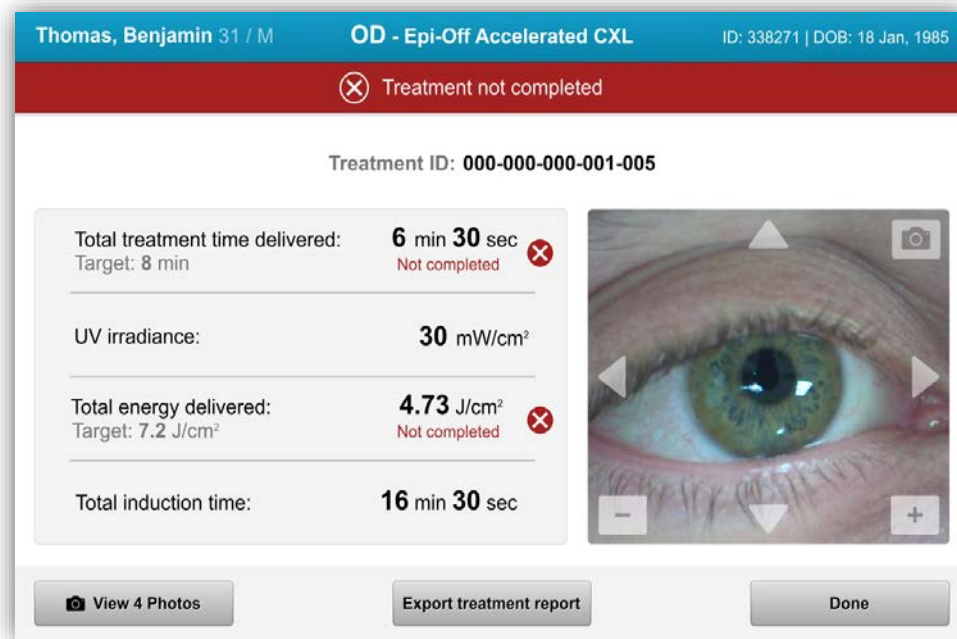 Thomas, Benjamin 31 / M OD - Epi-Off Accelerated CXL ID: 338271 | DOB: 18 Jan, 1985
Treatment not completed
Treatment ID: 000-000-000-001-005
Total treatment time delivered: 6 min 30 sec
Target: 8 min Not completed
UV irradiance: 30 mW/cm²
Total energy delivered: 4.73 J/cm²
Target: 7.2 J/cm² Not completed
Total induction time: 16 min 30 sec
View 4 Photos Export treatment report Done